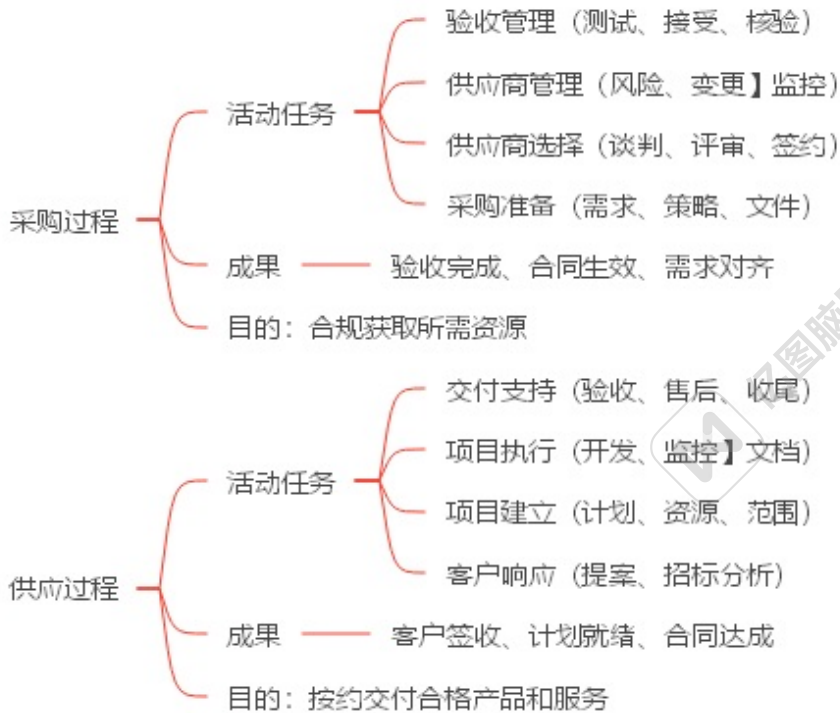 验收管理（测试、接受、核验）
供应商管理（风险、变更】监控）
活动任务
供应商选择（谈判、评审、签约）
采购准备（需求、策略、文件）
采购过程
成果
验收完成、合同生效、需求对齐
目的：合规获取所需资源
交付支持（验收、售后、收尾）
项目执行（开发、监控】文档）
活动任务
项目建立（计划、资源、范围）
客户响应（提案、招标分析）
供应过程
成果
客户签收、计划就绪、合同达成
目的：按约交付合格产品和服务
亿图脑